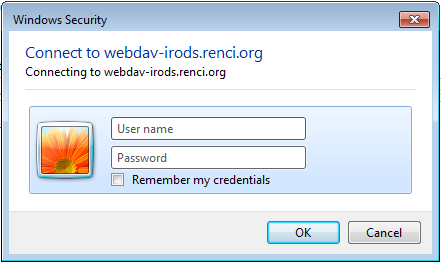 Windows Security
Connect to webdav-irods.renci.org
Connecting to webdav-irods.renci.org
User name
Password
Remember my credentials
OK
Cancel